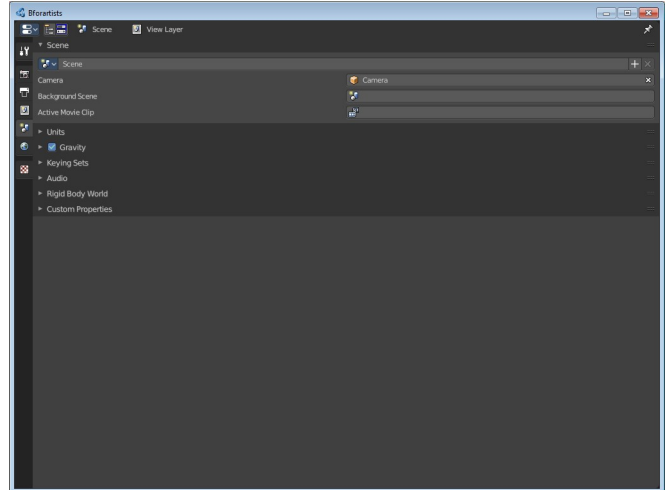 Bforartists
Scene View Layer
Scene
Scene
Camera Camera
Background Scene
Active Movie Clip
Units
Gravity
Keying Sets
Audio
Rigid Body World
Custom Properties